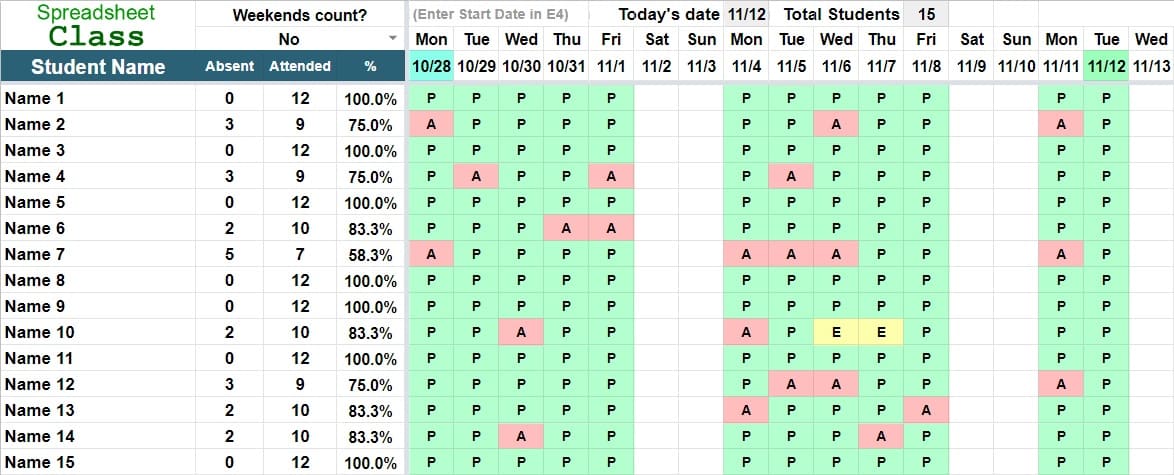 Spreadsheet Weekends count? (Enter Start Date in E4) Today's date 11/12 Total Students 15
Class No Mon Tue Wed Thu Fri Sat Sun Mon Tue Wed Thu Fri Sat Sun Mon Tue Wed
Student Name Absent Attended % 10/28 10/29 10/30 10/31 11/1 11/2 11/3 11/4 11/5 11/6 11/7 11/8 11/9 11/10 11/11 11/12 11/13
Name 1 0 12 100.0% P P P P P P P P P P P P
Name 2 3 9 75.0% A P P P P P P A P P A P
Name 3 0 12 100.0% P P P P P P P P P P P P
Name 4 3 9 75.0% P A P P A P A P P P P P
Name 5 0 12 100.0% P P P P P P P P P P P P
Name 6 2 10 83.3% P P P A A P P P P P P P
Name 7 5 7 58.3% A P P P P A A A P P A P
Name 8 0 12 100.0% P P P P P P P P P P P P
Name 9 0 12 100.0% P P P P P P P P P P P P
Name 10 2 10 83.3% P P A P P A P E E P P P
Name 11 0 12 100.0% P P P P P P P P P P P P
Name 12 3 9 75.0% P P P P P P A A P P A P
Name 13 2 10 83.3% P P P P P A P P P A P P
Name 14 2 10 83.3% P P A P P P P P A P P P
Name 15 0 12 100.0% P P P P P P P P P P P P